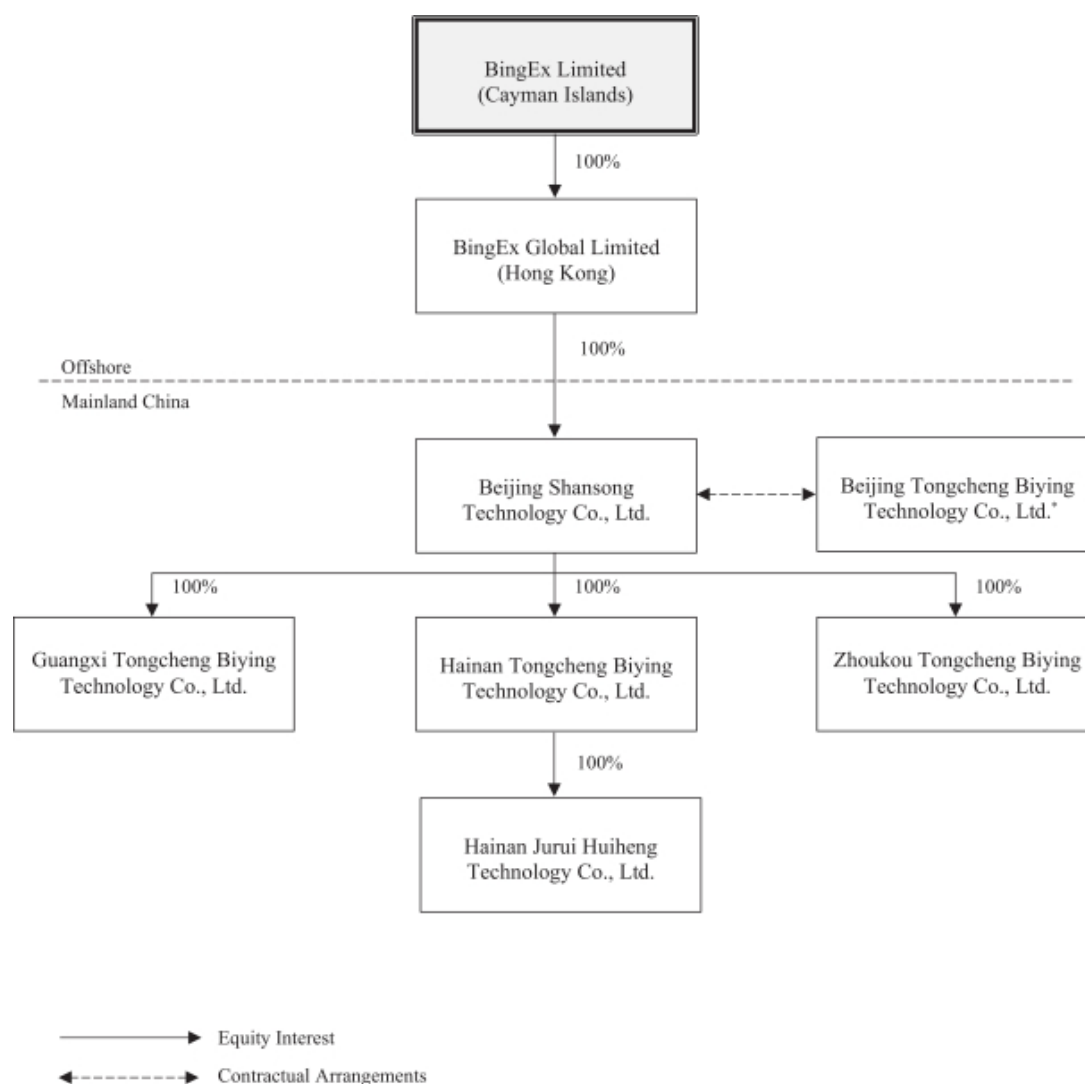 BingEx Limited
(Cayman Islands)
100%
BingEx Global Limited
(Hong Kong)
100%
Offshore
Mainland China
Beijing Shansong
Technology Co., Ltd.
Beijing Tongcheng Biying
Technology Co., Ltd.*
100%
100%
100%
Guangxi Tongcheng Biying
Technology Co., Ltd.
Hainan Tongcheng Biying
Technology Co., Ltd.
Zhoukou Tongcheng Biying
Technology Co., Ltd.
100%
Hainan Jurui Huiheng
Technology Co., Ltd.
Equity Interest
Contractual Arrangements